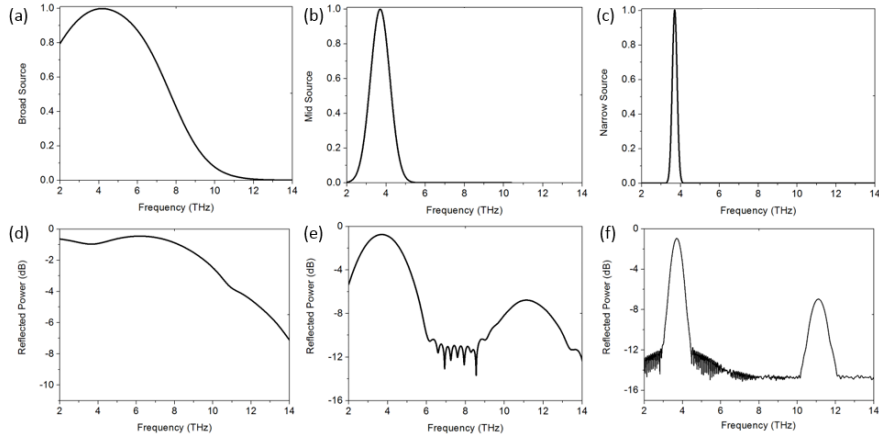 (a)
1.0
0.8
0.6
0.4
0.2
0.0
Broad Source
2 4 6 8 10 12 14
Frequency (THz)
(b)
1.0
0.8
0.6
0.4
0.2
0.0
Mid Source
2 4 6 8 10 12 14
Frequency (THz)
(c)
1.0
0.8
0.6
0.4
0.2
0.0
Narrow Source
2 4 6 8 10 12 14
Frequency (THz)
(d)
0
-2
-4
-6
-8
-10
Reflected Power (dB)
2 4 6 8 10 12 14
Frequency (THz)
(e)
0
-4
-8
-12
-16
Reflected Power (dB)
2 4 6 8 10 12 14
Frequency (THz)
(f)
0
-4
-8
-12
-16
Reflected Power (dB)
2 4 6 8 10 12 14
Frequency (THz)